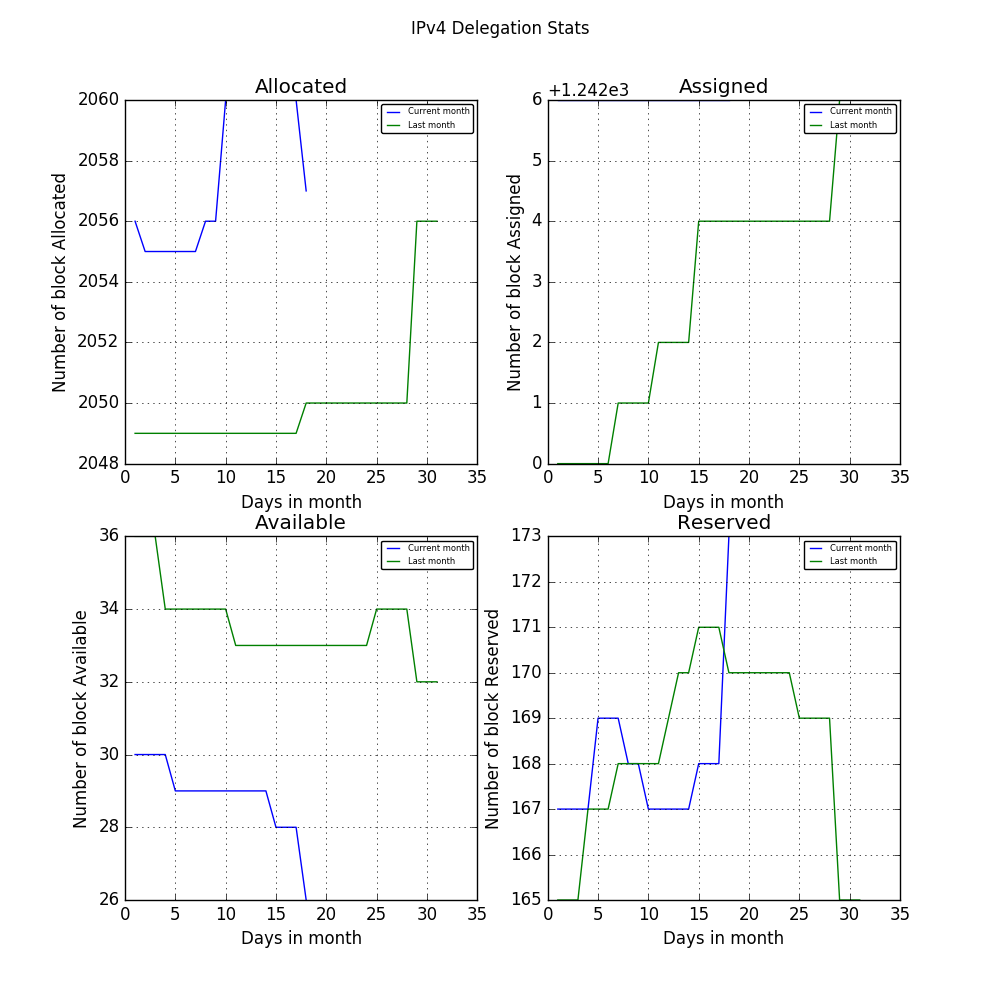 IPv4 Delegation Stats
Allocated
Number of block Allocated
2060
2058
2056
2054
2052
2050
2048
0 5 10 15 20 25 30 35
Days in month
Current month
Last month
Assigned
+1.242e3
Number of block Assigned
6
5
4
3
2
1
0
0 5 10 15 20 25 30 35
Days in month
Current month
Last month
Available
Number of block Available
36
34
32
30
28
26
0 5 10 15 20 25 30 35
Days in month
Current month
Last month
Reserved
Number of block Reserved
173
172
171
170
169
168
167
166
165
0 5 10 15 20 25 30 35
Days in month
Current month
Last month